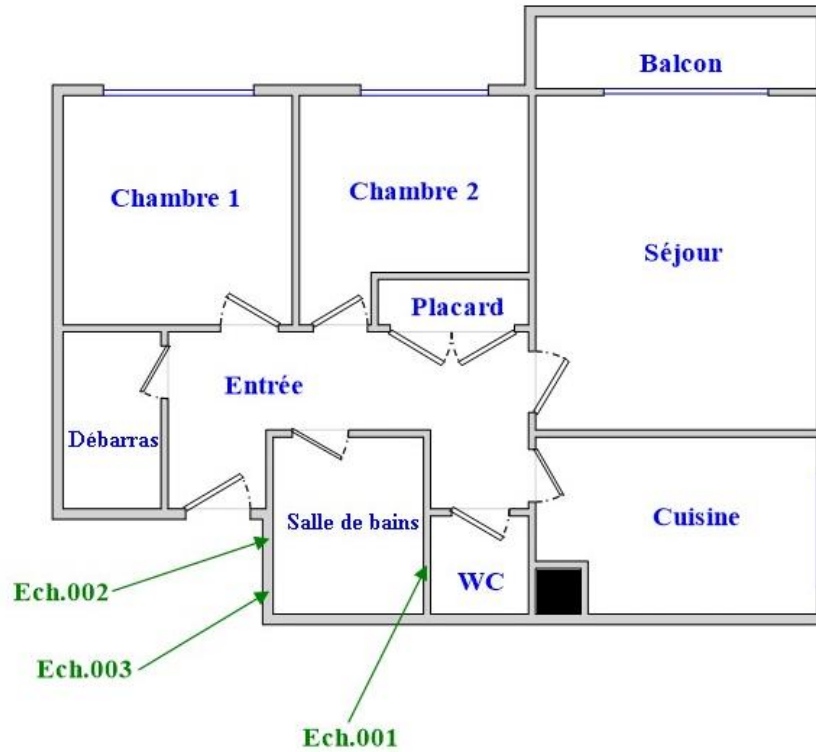 Balcon
Chambre 1
Chambre 2
Séjour
Placard
Entrée
Débarras
Salle de bains
Cuisine
WC
Ech.002
Ech.003
Ech.001